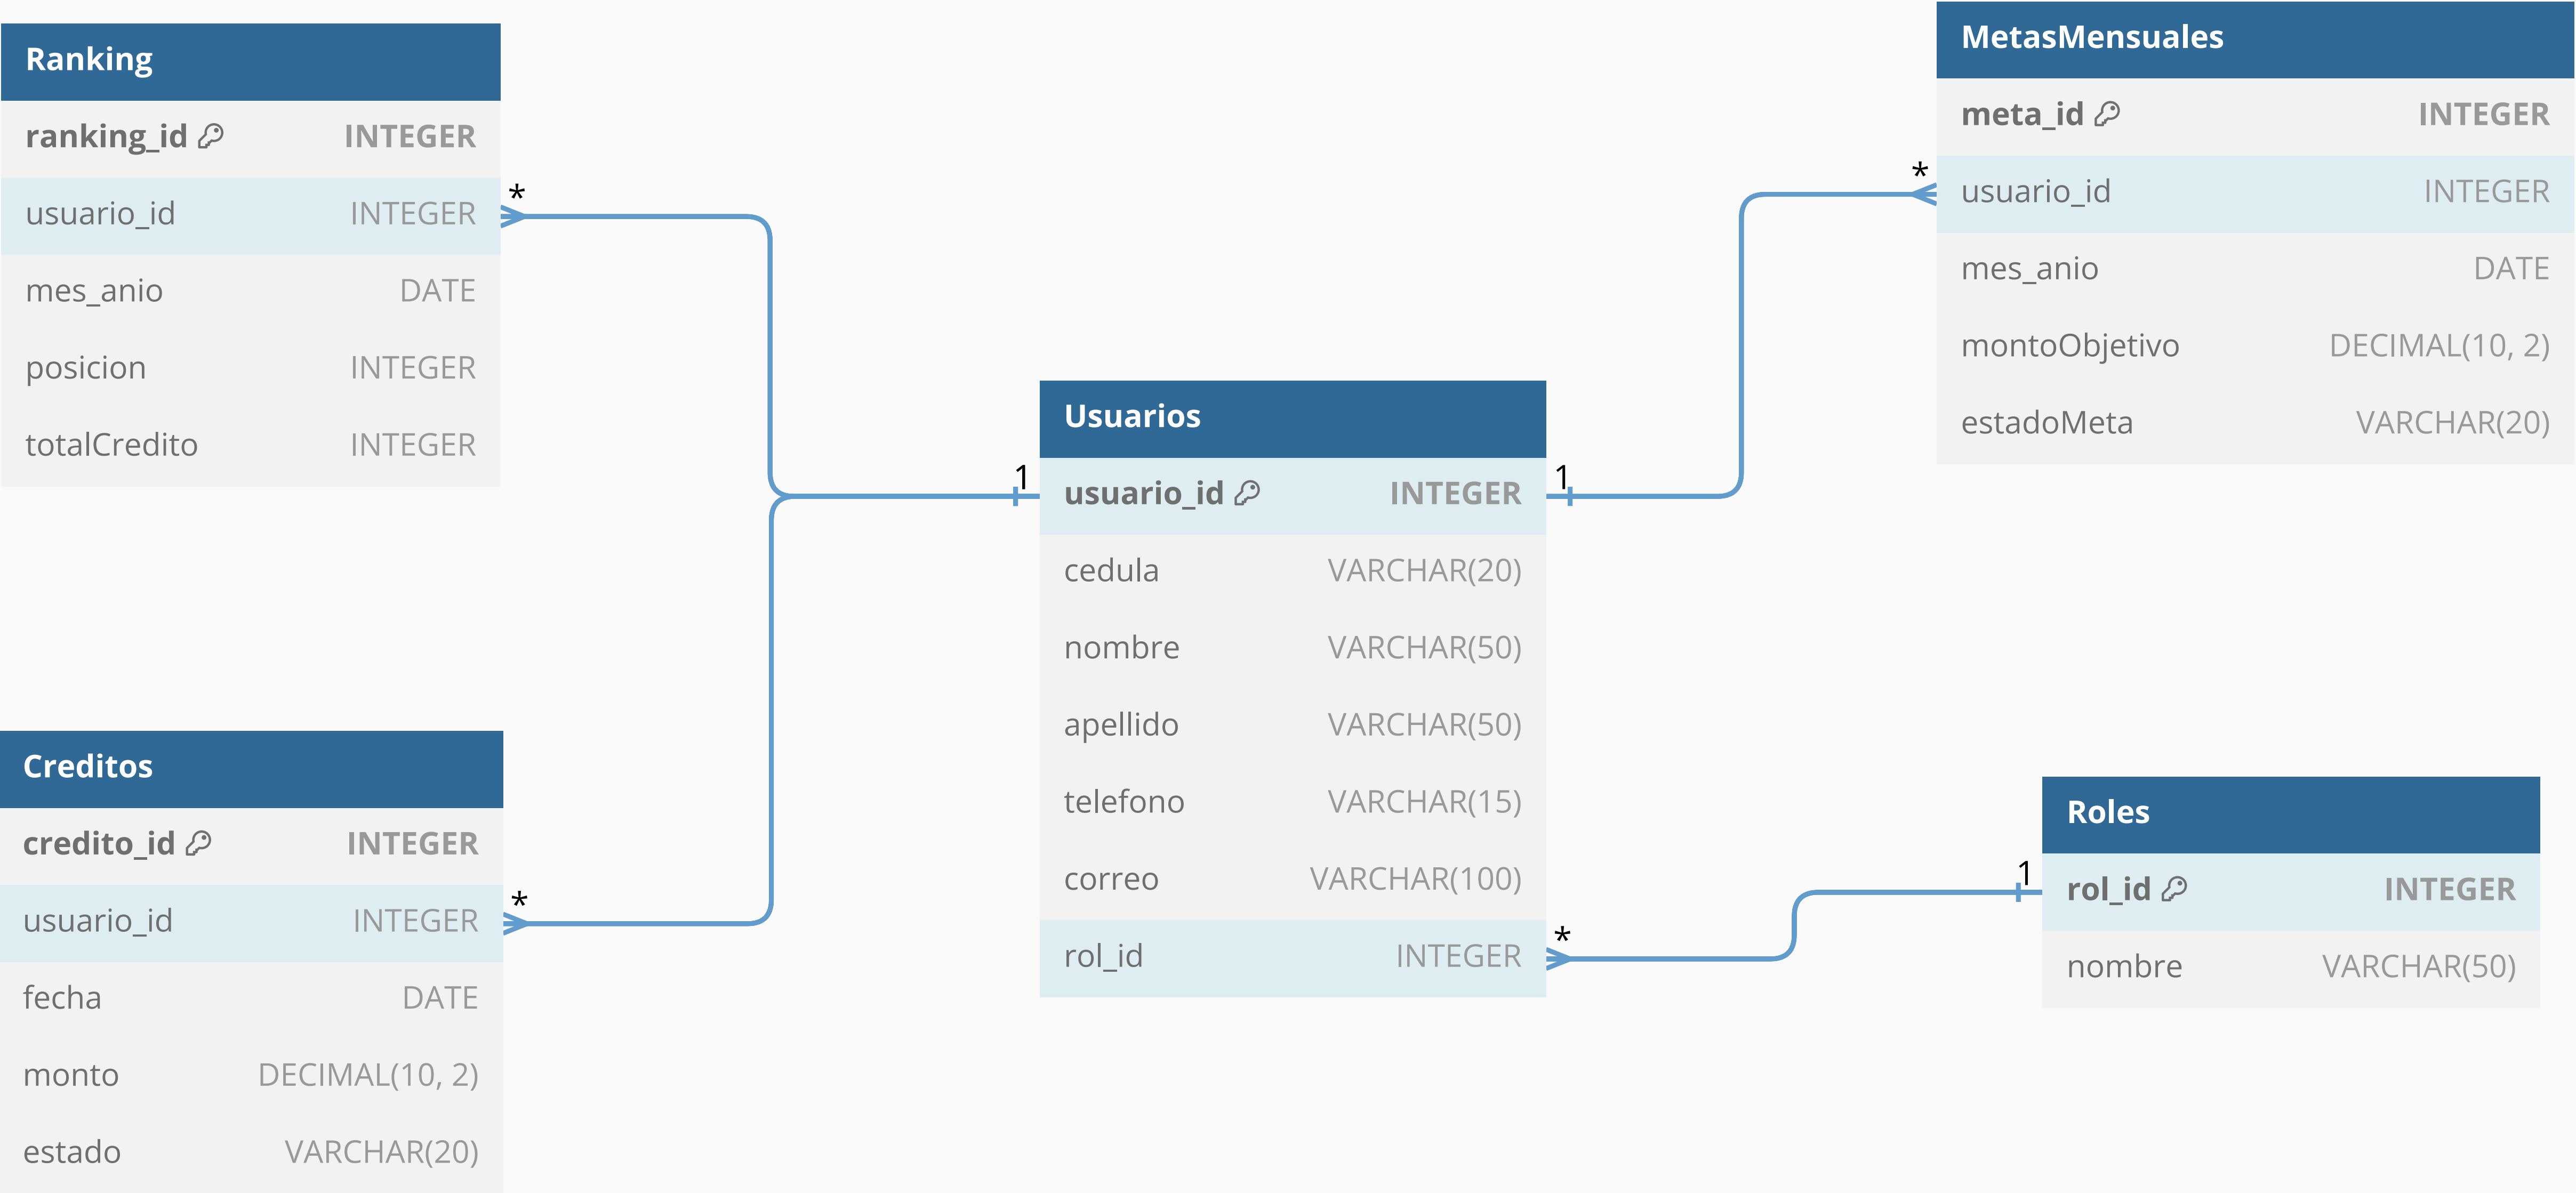 Ranking
ranking_id INTEGER
usuario_id INTEGER
mes_anio DATE
posicion INTEGER
totalCredito INTEGER
*
MetasMensuales
meta_id INTEGER
usuario_id INTEGER
mes_anio DATE
montoObjetivo DECIMAL(10, 2)
estadoMeta VARCHAR(20)
*
Usuarios
usuario_id INTEGER
cedula VARCHAR(20)
nombre VARCHAR(50)
apellido VARCHAR(50)
telefono VARCHAR(15)
correo VARCHAR(100)
rol_id INTEGER
1
1
*
Creditos
credito_id INTEGER
usuario_id INTEGER
fecha DATE
monto DECIMAL(10, 2)
estado VARCHAR(20)
*
Roles
rol_id INTEGER
nombre VARCHAR(50)
1